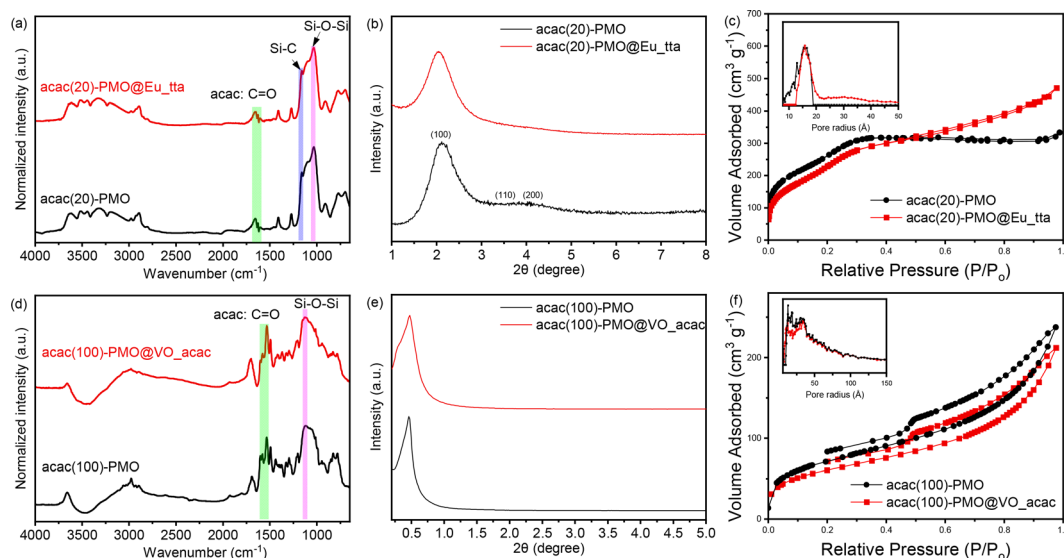 (a)
Si-O-Si
Si-C
acac(20)-PMO@Eu_tta
acac: C=O
acac(20)-PMO
Normalized intensity (a.u.)
4000 3500 3000 2500 2000 1500 1000
Wavenumber (cm-1)
(b)
acac(20)-PMO
acac(20)-PMO@Eu_tta
(100)
(110) (200)
Intensity (a.u.)
1 2 3 4 5 6 7 8
2θ (degree)
(c)
Volume Adsorbed (cm3 g-1)
700
600
500
400
300
200
100
0
10 20 30 40 50
Pore radius (Å)
acac(20)-PMO
acac(20)-PMO@Eu_tta
0.0 0.2 0.4 0.6 0.8 1.
Relative Pressure (P/Po)
(d)
Si-O-Si
acac: C=O
acac(100)-PMO@VO_acac
acac(100)-PMO
Normalized intensity (a.u.)
4000 3500 3000 2500 2000 1500 1000
Wavenumber (cm-1)
(e)
acac(100)-PMO
acac(100)-PMO@VO_acac
Intensity (a.u.)
0.5 1.0 1.5 2.0 2.5 3.0 3.5 4.0 4.5 5.0
2θ (degree)
(f)
Volume Adsorbed (cm3 g-1)
200
100
0
50 100 150
Pore radius (Å)
acac(100)-PMO
acac(100)-PMO@VO_acac
0.0 0.2 0.4 0.6 0.8 1.0
Relative Pressure (P/Po)